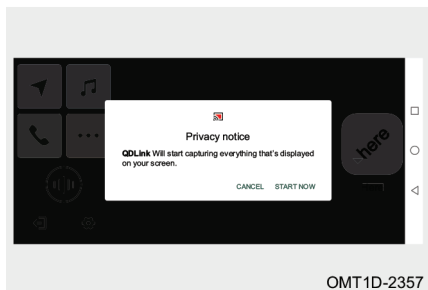 here
Privacy notice
QDLink Will start capturing everything that's displayed
on your screen.
CANCEL START NOW
OMT1D-2357